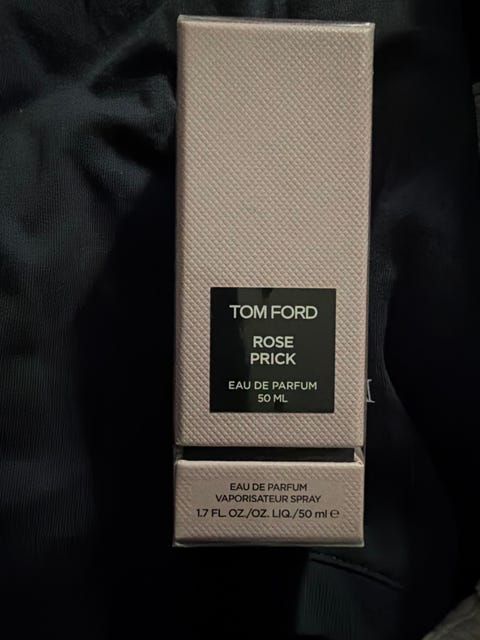 TOM FORD
ROSE
PRICK
EAU DE PARFUM
50 ML
EAU DE PARFUM
VAPORISATEUR SPRAY
1.7 FL. OZ./OZ. LIQ./50 ml ℮